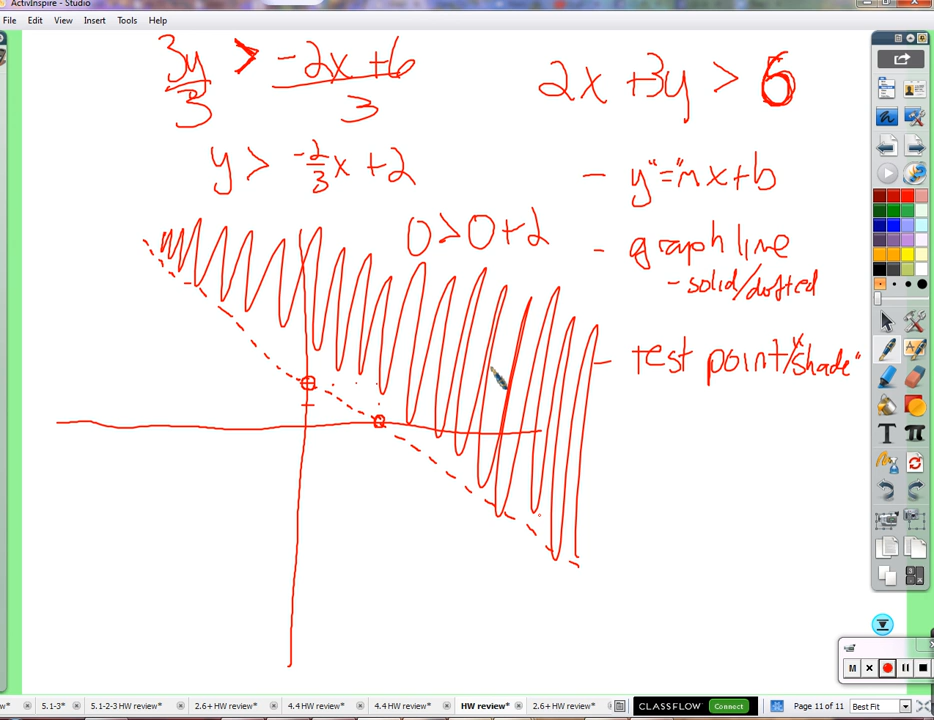 ActivInspire - Studio
File Edit View Insert Tools Help
3y/3 > -2x+6/3
2x +3y > 6
y > -2/3x +2
- y"="mx+b
0 > 0+2
- graph line
- solid/dotted
- test point/"shade"
5.1-3* 5.1-2-3 HW review* 2.6+ HW review* 4.4 HW review* 4.4 HW review* HW review* 2.6+ HW review* CLASSFLOW Connect Page 11 of 11 Best Fit